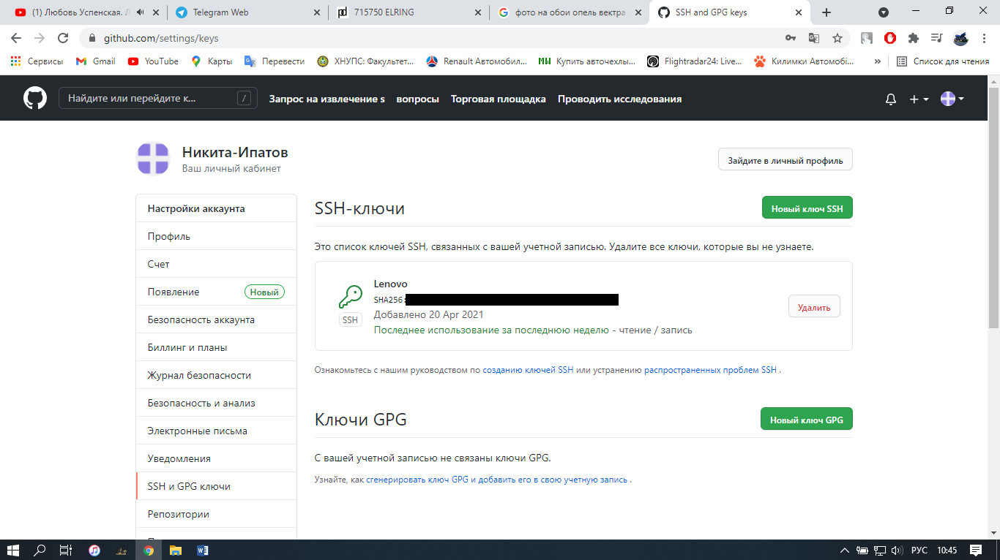 (1) Любовь Успенская. Л
Telegram Web
715750 ELRING
фото на обои опель вектра
SSH and GPG keys
github.com/settings/keys
Сервисы
Gmail
YouTube
Карты
Перевести
ХНУПС: Факультет...
Renault Автомобил...
MW
Купить авточехлы...
Flightradar24: Live...
Килимки Автомобі...
»
Список для чтения
Найдите или перейдите к...
/
Запрос на извлечение s
вопросы
Торговая площадка
Проводить исследования
Никита-Ипатов
Ваш личный кабинет
Зайдите в личный профиль
Настройки аккаунта
Профиль
Счет
Появление
Новый
Безопасность аккаунта
Биллинг и планы
Журнал безопасности
Безопасность и анализ
Электронные письма
Уведомления
SSH и GPG ключи
Репозитории
SSH-ключи
Новый ключ SSH
Это список ключей SSH, связанных с вашей учетной записью. Удалите все ключи, которые вы не узнаете.
Lenovo
SHA256:
SSH
Добавлено 20 Apr 2021
Последнее использование за последнюю неделю - чтение / запись
Удалить
Ознакомьтесь с нашим руководством по созданию ключей SSH или устранению распространенных проблем SSH .
Ключи GPG
Новый ключ GPG
С вашей учетной записью не связаны ключи GPG.
Узнайте, как сгенерировать ключ GPG и добавить его в свою учетную запись .
РУС
10:45